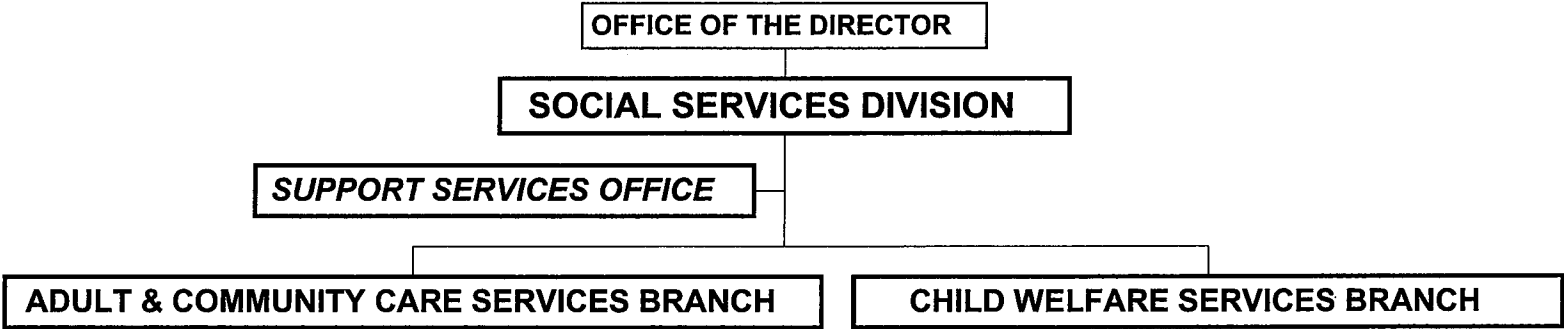 OFFICE OF THE DIRECTOR
SOCIAL SERVICES DIVISION
SUPPORT SERVICES OFFICE
ADULT & COMMUNITY CARE SERVICES BRANCH
CHILD WELFARE SERVICES BRANCH